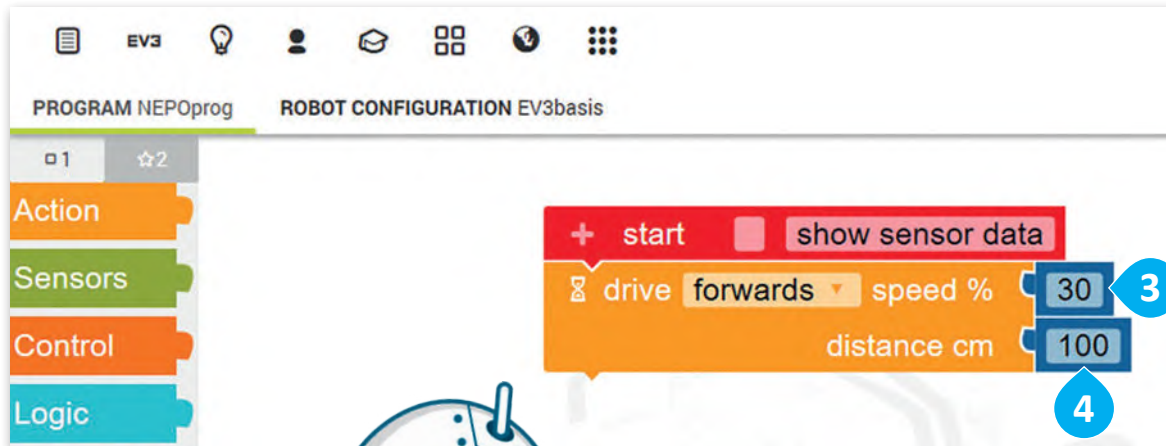 EV3
PROGRAM NEPOprog ROBOT CONFIGURATION EV3basis
1 2
Action
Sensors
Control
Logic
+ start show sensor data
drive forwards speed % 30 3
distance cm 100
4